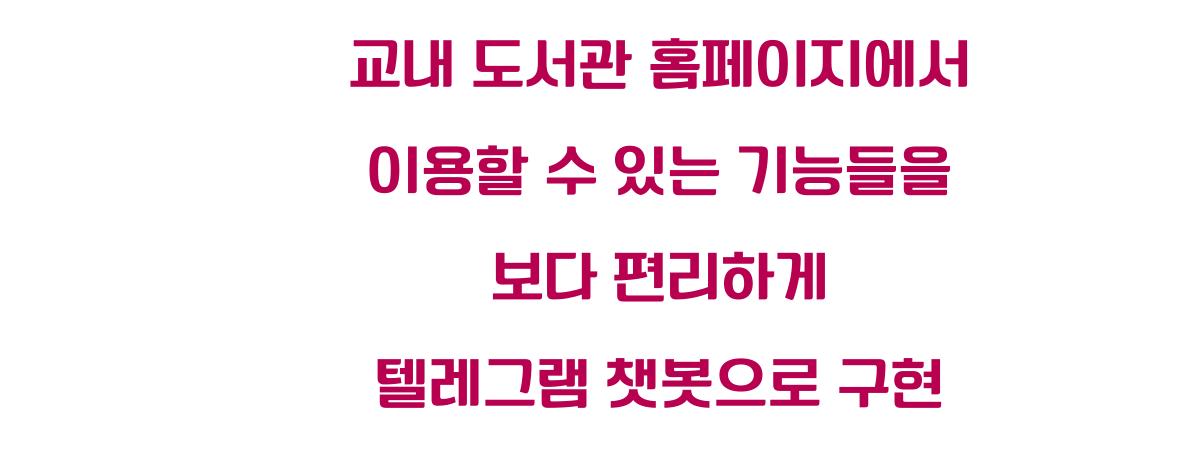 교내 도서관 홈페이지에서
이용할 수 있는 기능들을
보다 편리하게
텔레그램 챗봇으로 구현